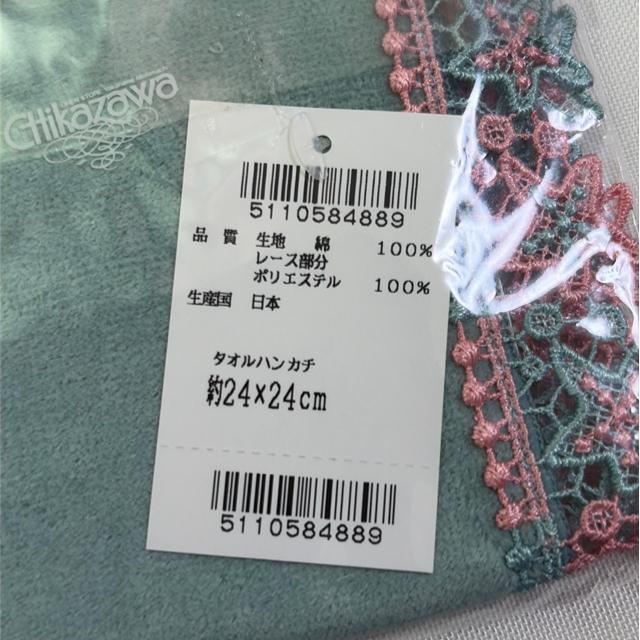 Chikazawa
5110584889
品質 生地 綿 100%
レース部分
ポリエステル 100%
生産国 日本
タオルハンカチ
約24×24cm
5110584889